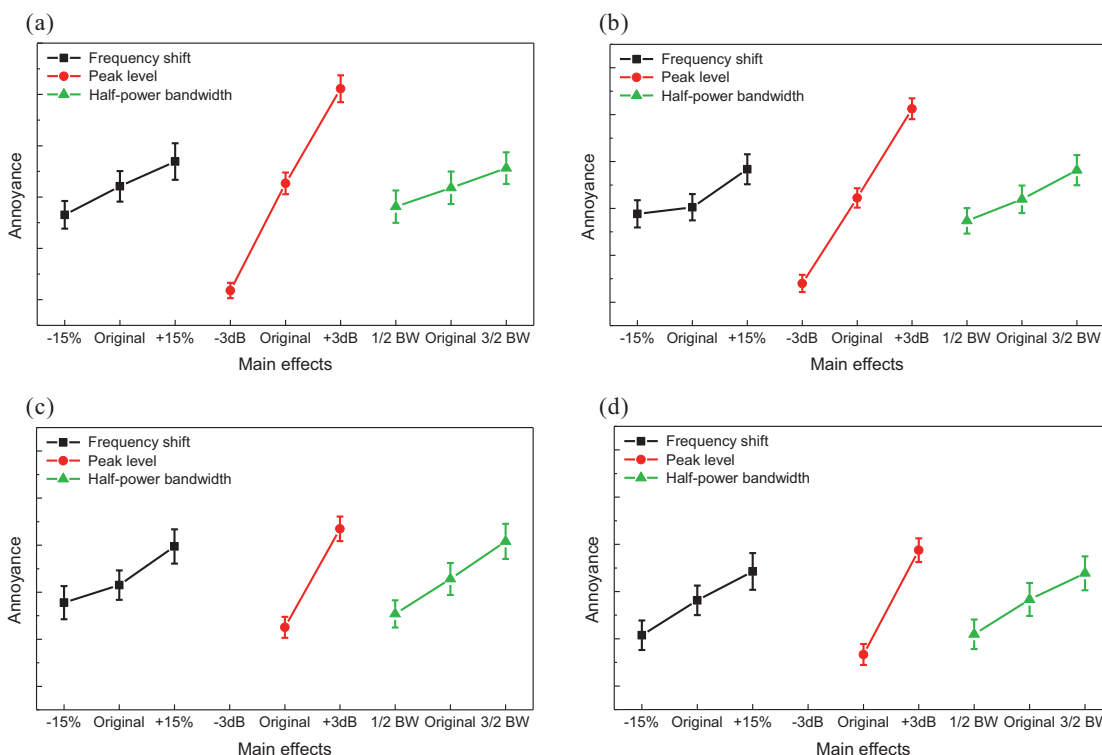 (a)
Frequency shift
Peak level
Half-power bandwidth
Annoyance
-15% Original +15% -3dB Original +3dB 1/2 BW Original 3/2 BW
Main effects
(b)
Frequency shift
Peak level
Half-power bandwidth
Annoyance
-15% Original +15% -3dB Original +3dB 1/2 BW Original 3/2 BW
Main effects
(c)
Frequency shift
Peak level
Half-power bandwidth
Annoyance
-15% Original +15% -3dB Original +3dB 1/2 BW Original 3/2 BW
Main effects
(d)
Frequency shift
Peak level
Half-power bandwidth
Annoyance
-15% Original +15% -3dB Original +3dB 1/2 BW Original 3/2 BW
Main effects